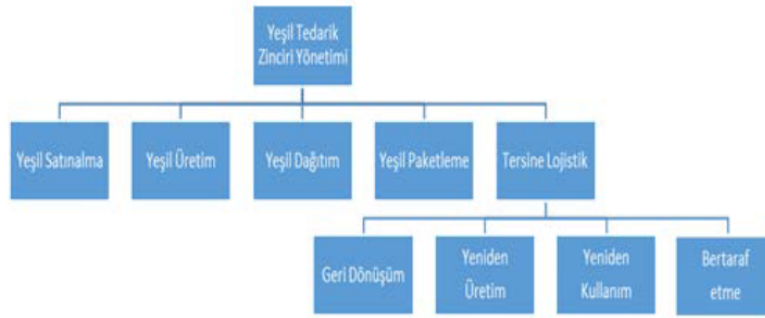 Yeşil Tedarik
Zinciri Yönetimi
Yeşil Satınalma
Yeşil Üretim
Yeşil Dağıtım
Yeşil Paketleme
Tersine Lojistik
Geri Dönüşüm
Yeniden
Üretim
Yeniden
Kullanım
Bertaraf
etme